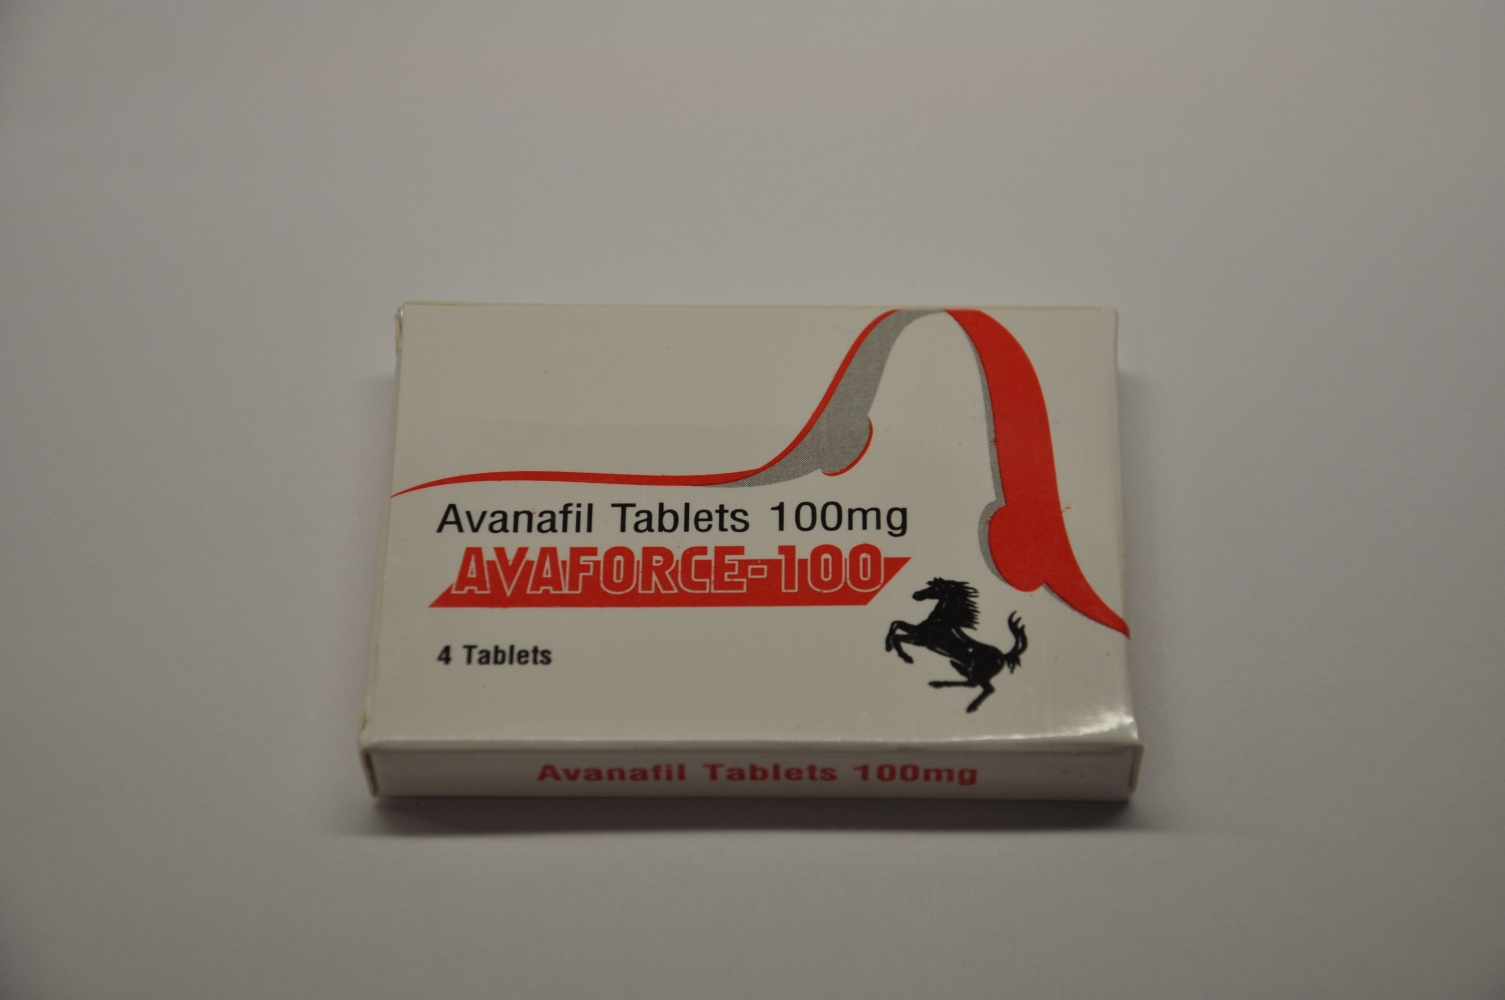 Avanafil Tablets 100mg
AVAFORCE-100
4 Tablets
Avanafil Tablets 100mg